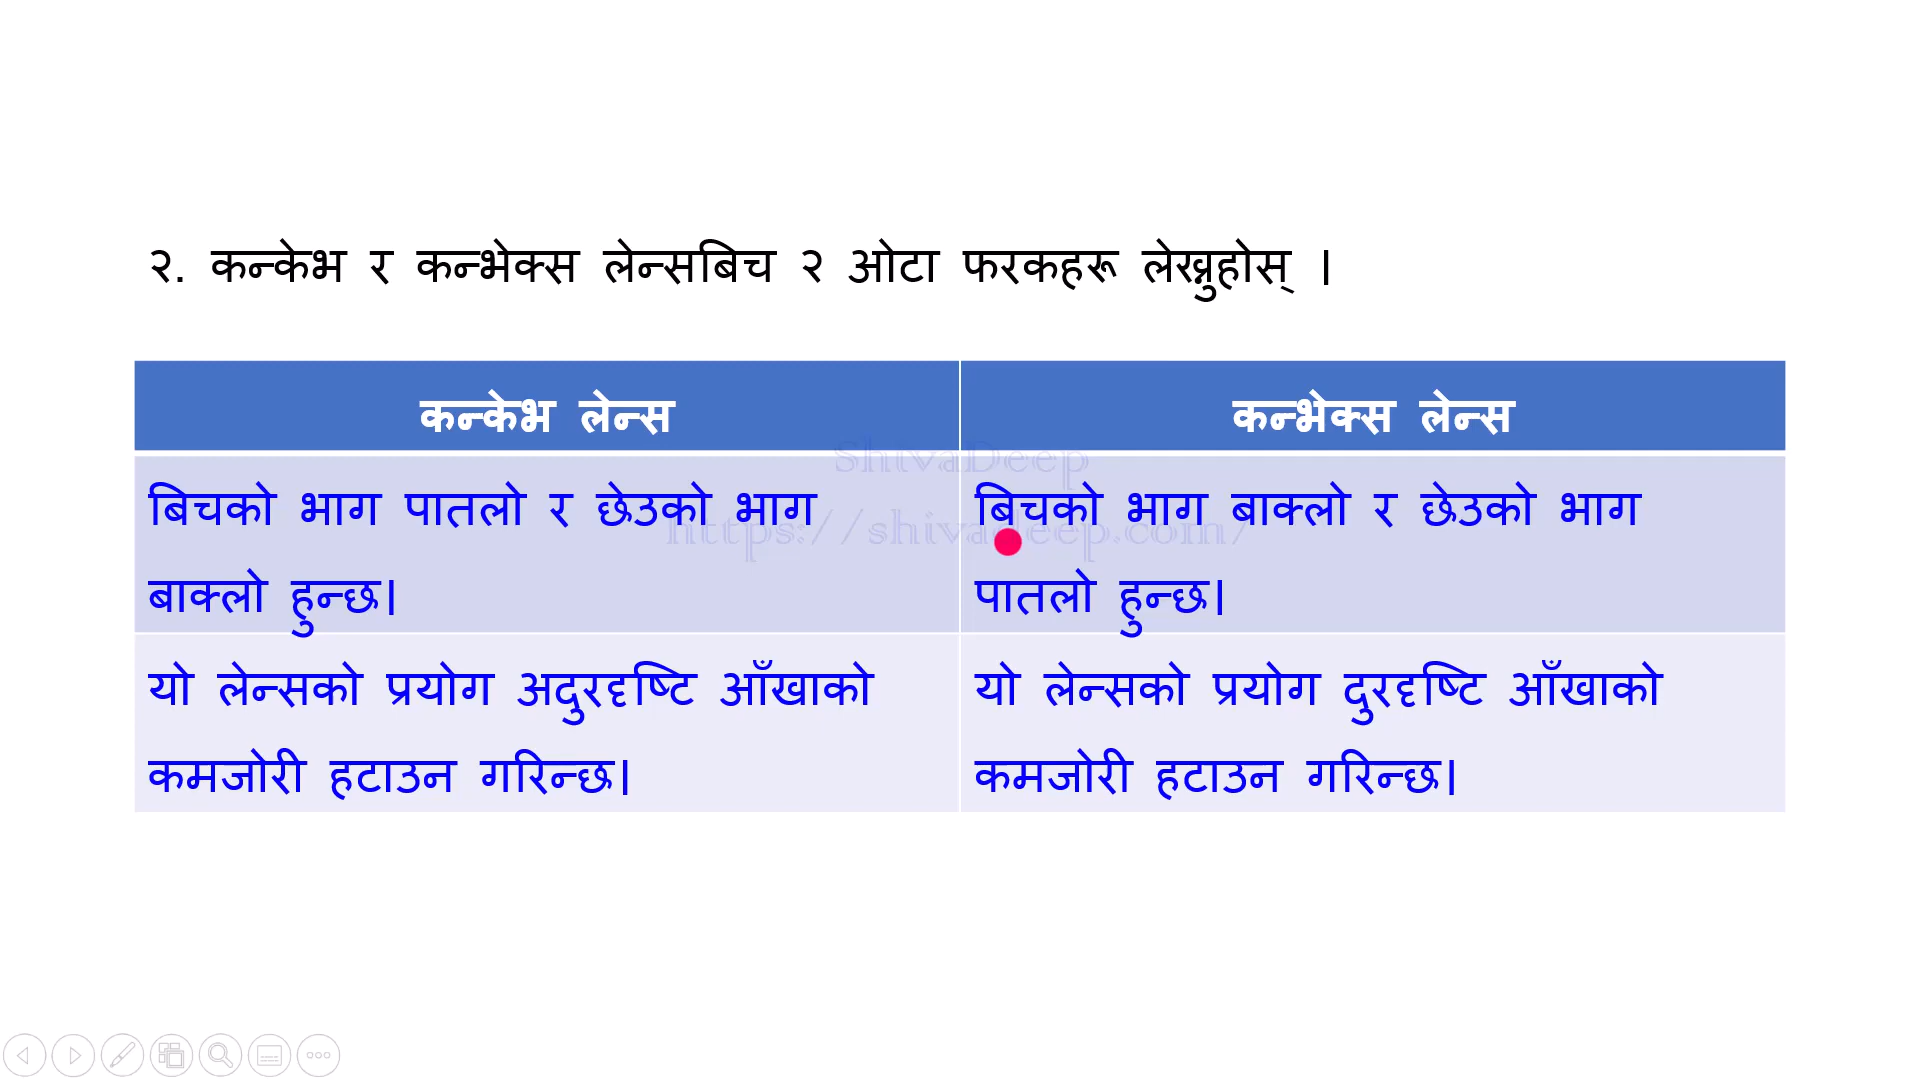 २. कन्केभ र कन्भेक्स लेन्सबिच २ ओटा फरकहरू लेख्नुहोस् ।
कन्केभ लेन्स
कन्भेक्स लेन्स
बिचको भाग पातलो र छेउको भाग
बाक्लो हुन्छ।
बिचको भाग बाक्लो र छेउको भाग
पातलो हुन्छ।
यो लेन्सको प्रयोग अदुरदृष्टि आँखाको
कमजोरी हटाउन गरिन्छ।
यो लेन्सको प्रयोग दुरदृष्टि आँखाको
कमजोरी हटाउन गरिन्छ।
ShivaDeep
https://shivadeep.com/